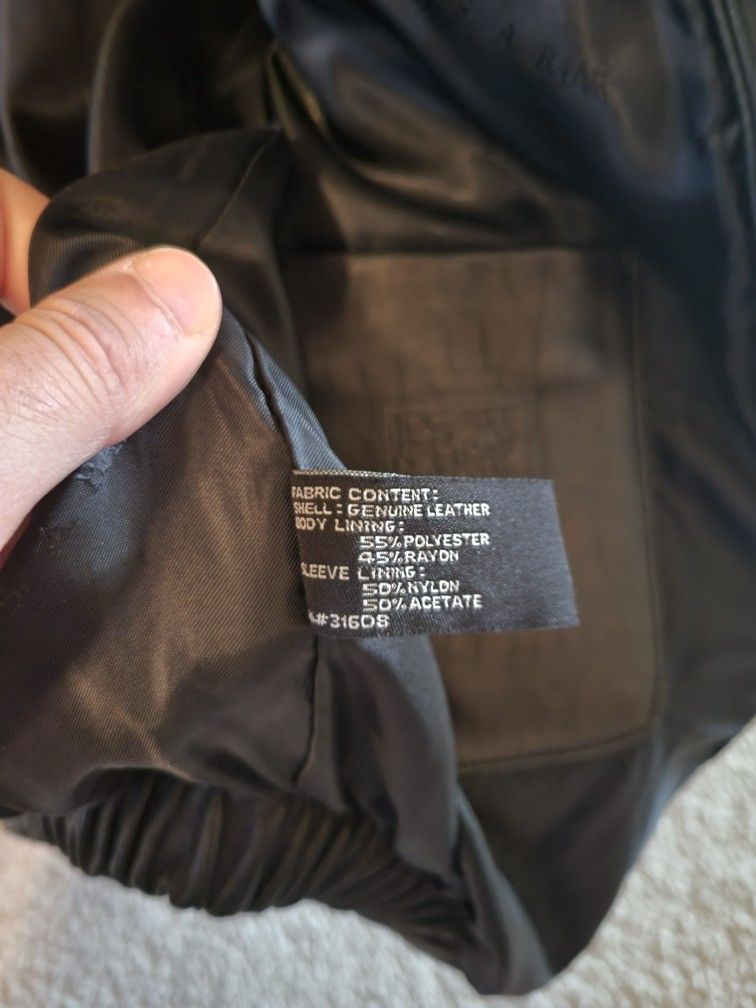 FABRIC CONTENT:
SHELL: GENUINE LEATHER
BODY LINING:
55% POLYESTER
45% RAYON
SLEEVE LINING:
50% NYLON
50% ACETATE
#31608